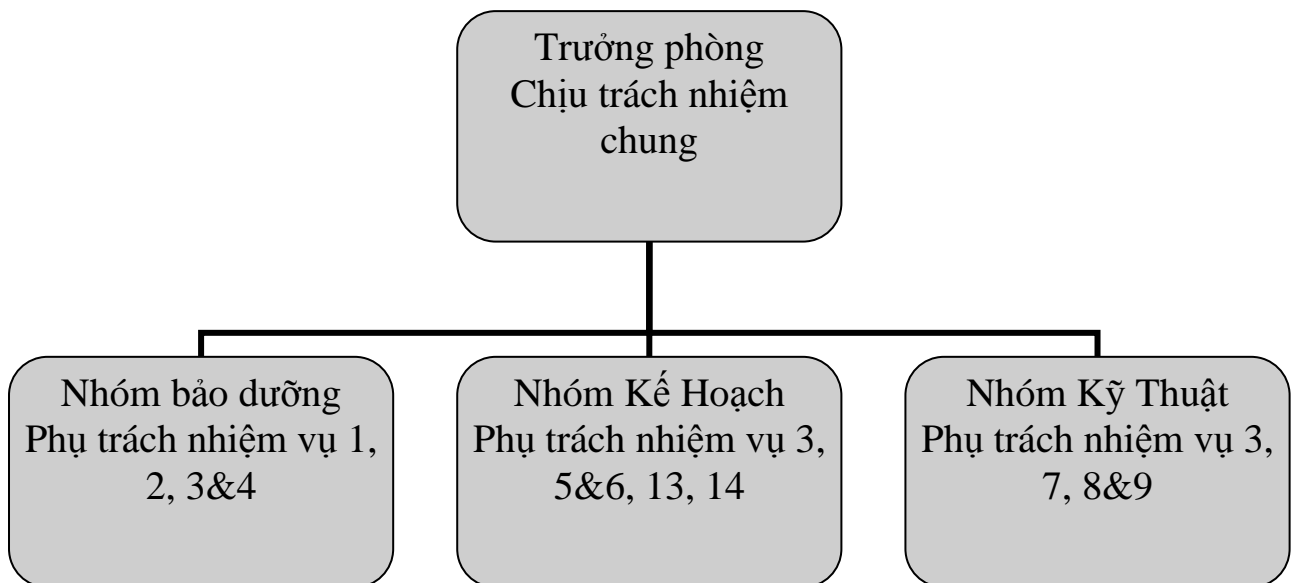 Trưởng phòng
Chịu trách nhiệm
chung
Nhóm bảo dưỡng
Phụ trách nhiệm vụ 1,
2, 3&4
Nhóm Kế Hoạch
Phụ trách nhiệm vụ 3,
5&6, 13, 14
Nhóm Kỹ Thuật
Phụ trách nhiệm vụ 3,
7, 8&9